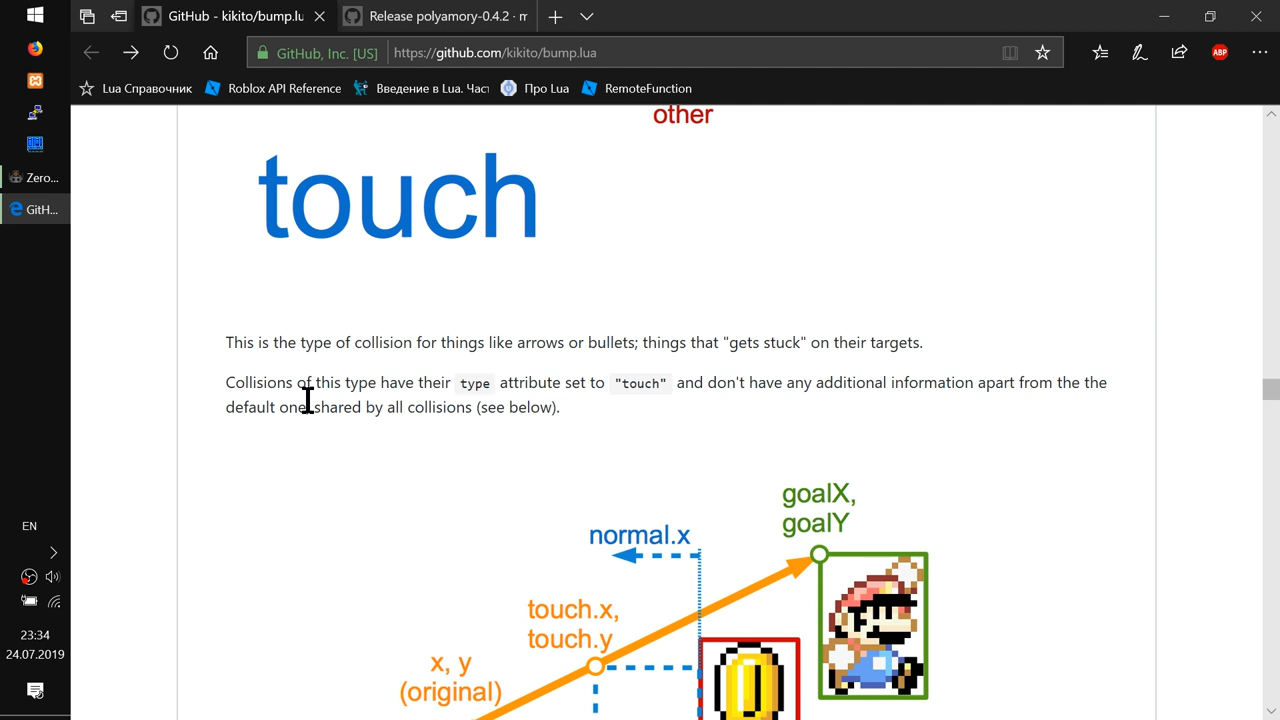 GitHub - kikito/bump.lu
Release polyamory-0.4.2 · m
GitHub, Inc. [US]
https://github.com/kikito/bump.lua
ABP
Lua Справочник
Roblox API Reference
Введение в Lua. Част
Про Lua
RemoteFunction
Zero...
GitH...
other
touch
This is the type of collision for things like arrows or bullets; things that "gets stuck" on their targets.
Collisions of this type have their type attribute set to "touch" and don't have any additional information apart from the the
default one shared by all collisions (see below).
goalX,
goalY
normal.x
touch.x,
touch.y
x, y
(original)
EN
23:34
24.07.2019